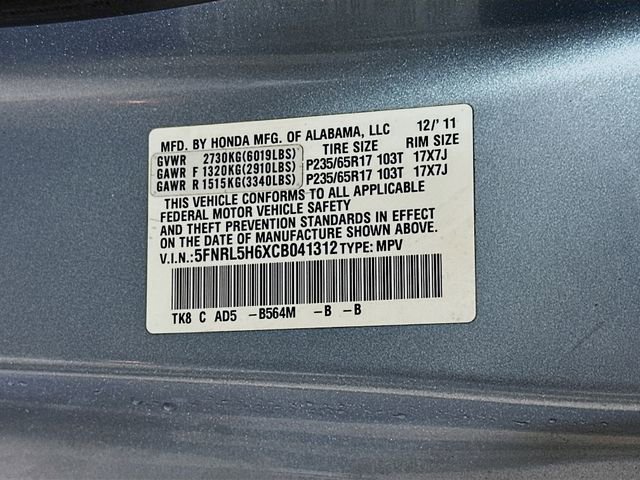 MFD. BY HONDA MFG. OF ALABAMA, LLC 12/'11
TIRE SIZE RIM SIZE
GVWR 2730KG(6019LBS)
GAWR F 1320KG(2910LBS) P235/65R17 103T 17X7J
GAWR R 1515KG(3340LBS) P235/65R17 103T 17X7J
THIS VEHICLE CONFORMS TO ALL APPLICABLE
FEDERAL MOTOR VEHICLE SAFETY
AND THEFT PREVENTION STANDARDS IN EFFECT
ON THE DATE OF MANUFACTURE SHOWN ABOVE.
V.I.N.:5FNRL5H6XCB041312 TYPE: MPV
TK8 C AD5 -B564M -B -B